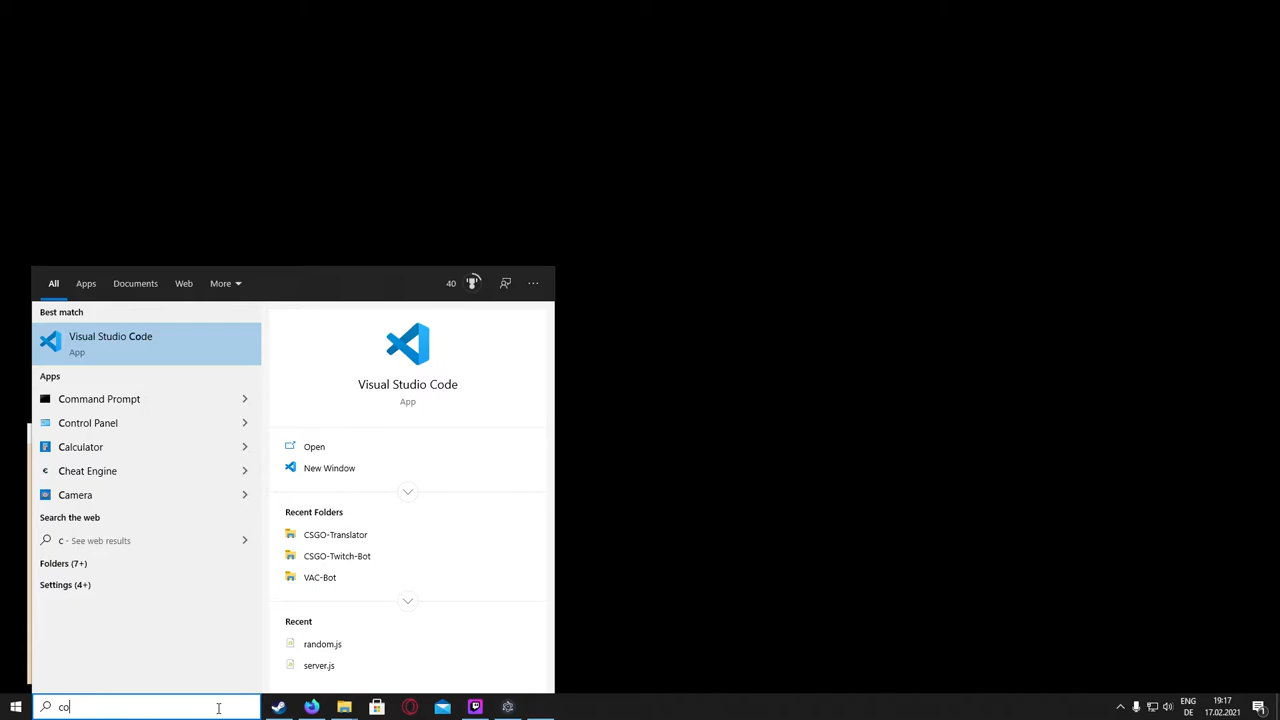 All
Apps
Documents
Web
More
40
Best match
Visual Studio Code
App
Apps
Command Prompt
Control Panel
Calculator
Cheat Engine
Camera
Search the web
c - See web results
Folders (7+)
Settings (4+)
Visual Studio Code
App
Open
New Window
Recent Folders
CSGO-Translator
CSGO-Twitch-Bot
VAC-Bot
Recent
random.js
server.js
co
ENG
DE
19:17
17.02.2021